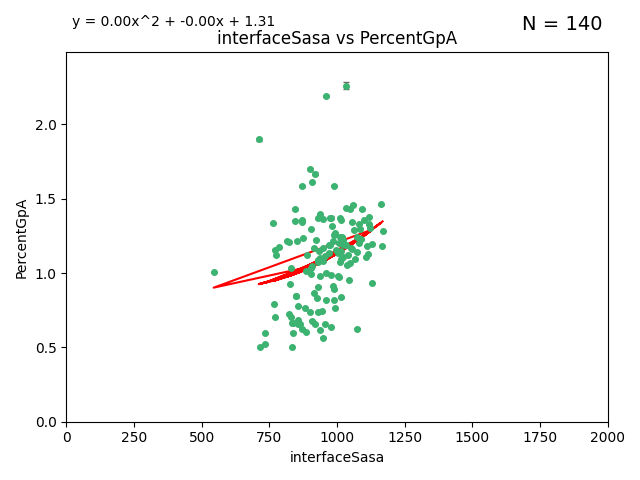 y = 0.00x^2 + -0.00x + 1.31
N = 140
interfaceSasa vs PercentGpA
PercentGpA
2.0
1.5
1.0
0.5
0.0
0 250 500 750 1000 1250 1500 1750 2000
interfaceSasa